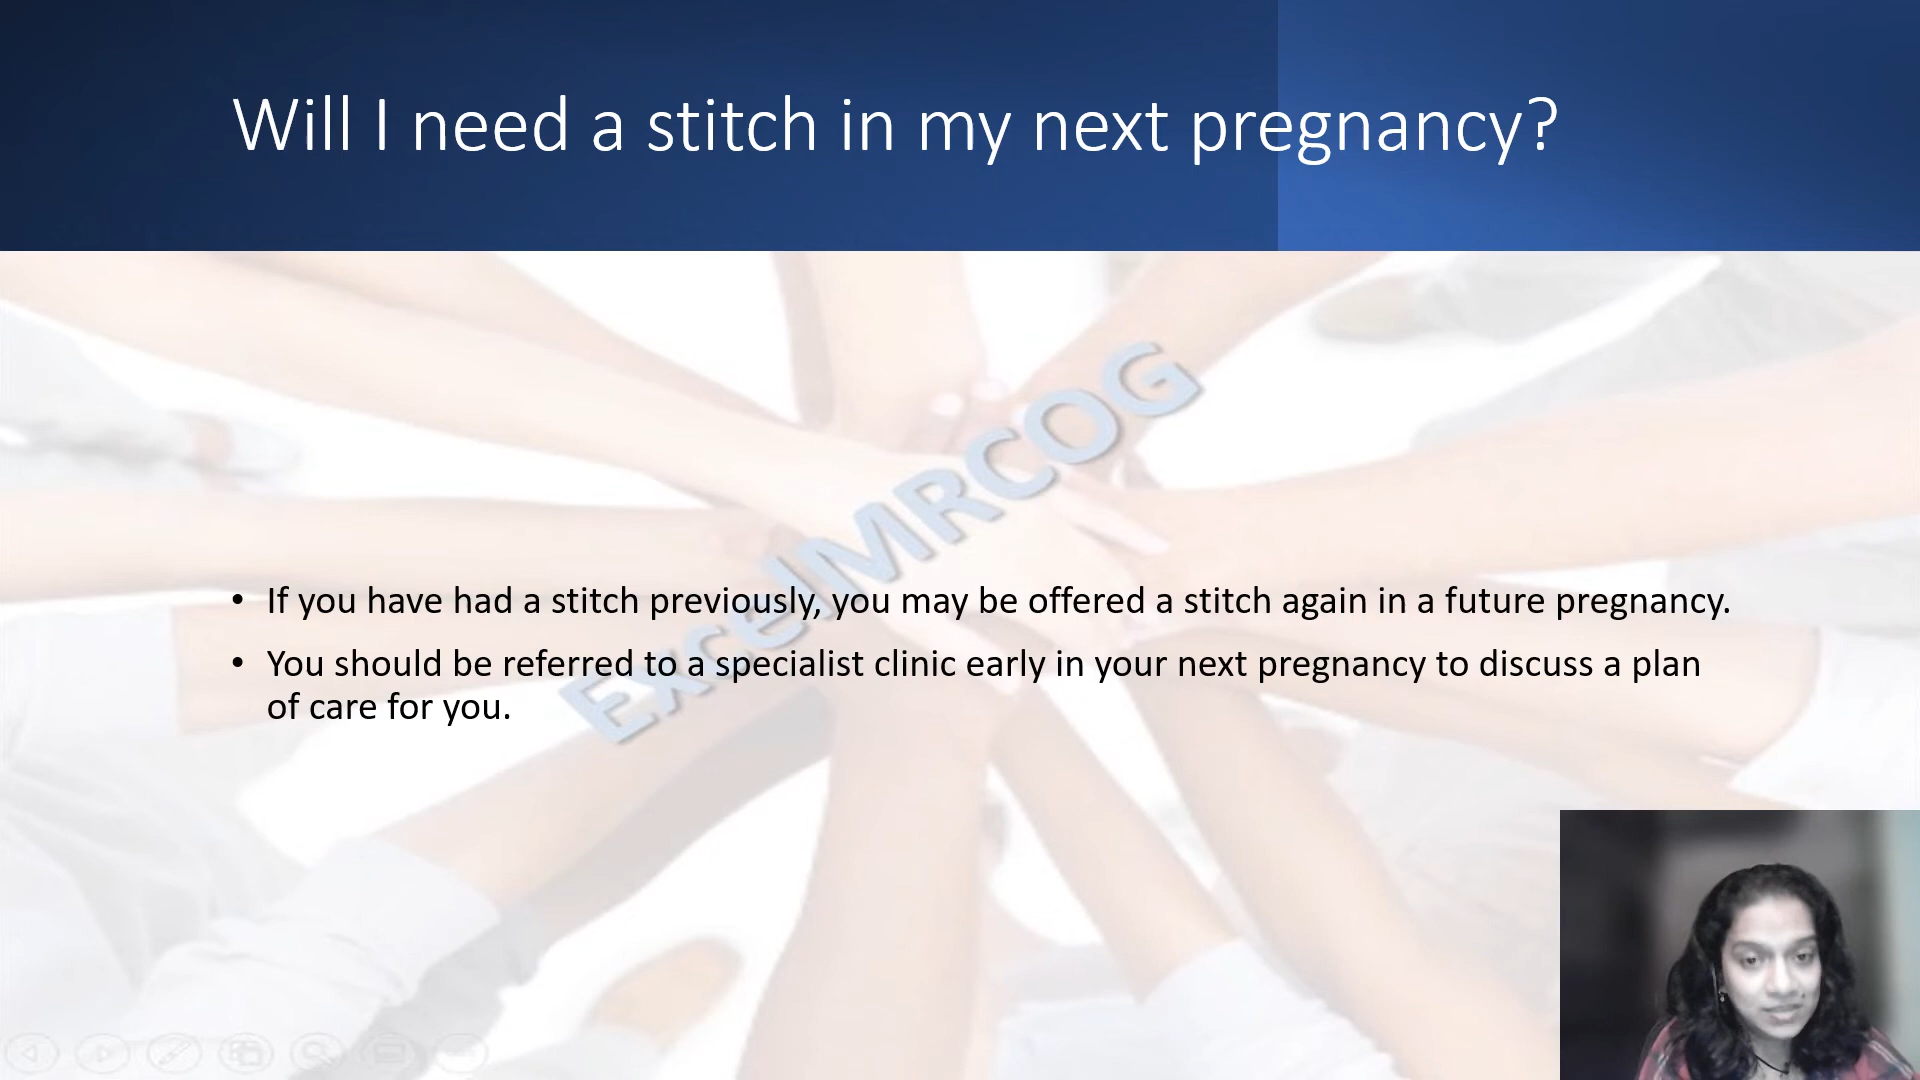 Will I need a stitch in my next pregnancy?
ExcelMRCOG
• If you have had a stitch previously, you may be offered a stitch again in a future pregnancy.
• You should be referred to a specialist clinic early in your next pregnancy to discuss a plan
of care for you.